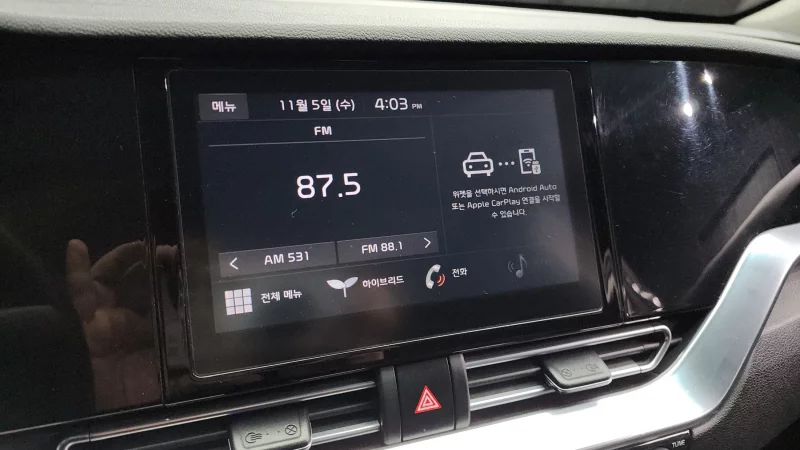 메뉴 11월 5일 (수) 4:03 PM
FM
87.5
위젯을 선택하시면 Android Auto
또는 Apple CarPlay 연결을 시작할
수 있습니다.
< AM 531 FM 88.1 >
전체 메뉴 하이브리드 전화
TUNE